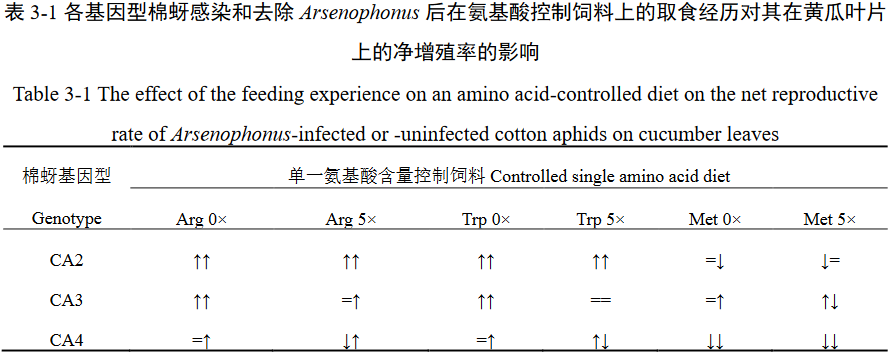 表 3-1 各基因型棉蚜感染和去除 Arsenophonus 后在氨基酸控制饲料上的取食经历对其在黄瓜叶片
上的净增殖率的影响
Table 3-1 The effect of the feeding experience on an amino acid-controlled diet on the net reproductive
rate of Arsenophonus-infected or -uninfected cotton aphids on cucumber leaves
棉蚜基因型 单一氨基酸含量控制饲料 Controlled single amino acid diet
Genotype Arg 0× Arg 5× Trp 0× Trp 5× Met 0× Met 5×
CA2 ↑↑ ↑↑ ↑↑ ↑↑ =↓ ↓=
CA3 ↑↑ =↑ ↑↑ == =↑ ↑↓
CA4 =↑ ↓↑ =↑ ↑↓ ↓↓ ↓↓